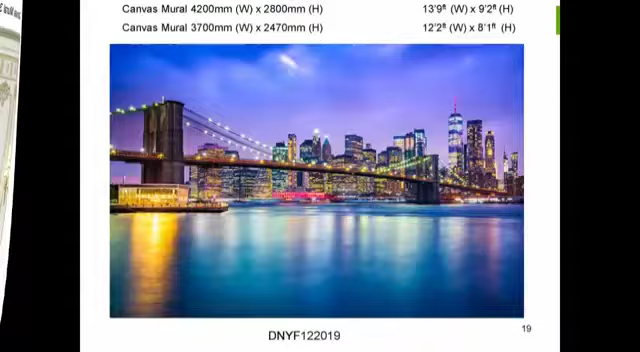 Canvas Mural 4200mm (W) x 2800mm (H) 13'9ft (W) x 9'2ft (H)
Canvas Mural 3700mm (W) x 2470mm (H) 12'2ft (W) x 8'1ft (H)
19
DNYF122019